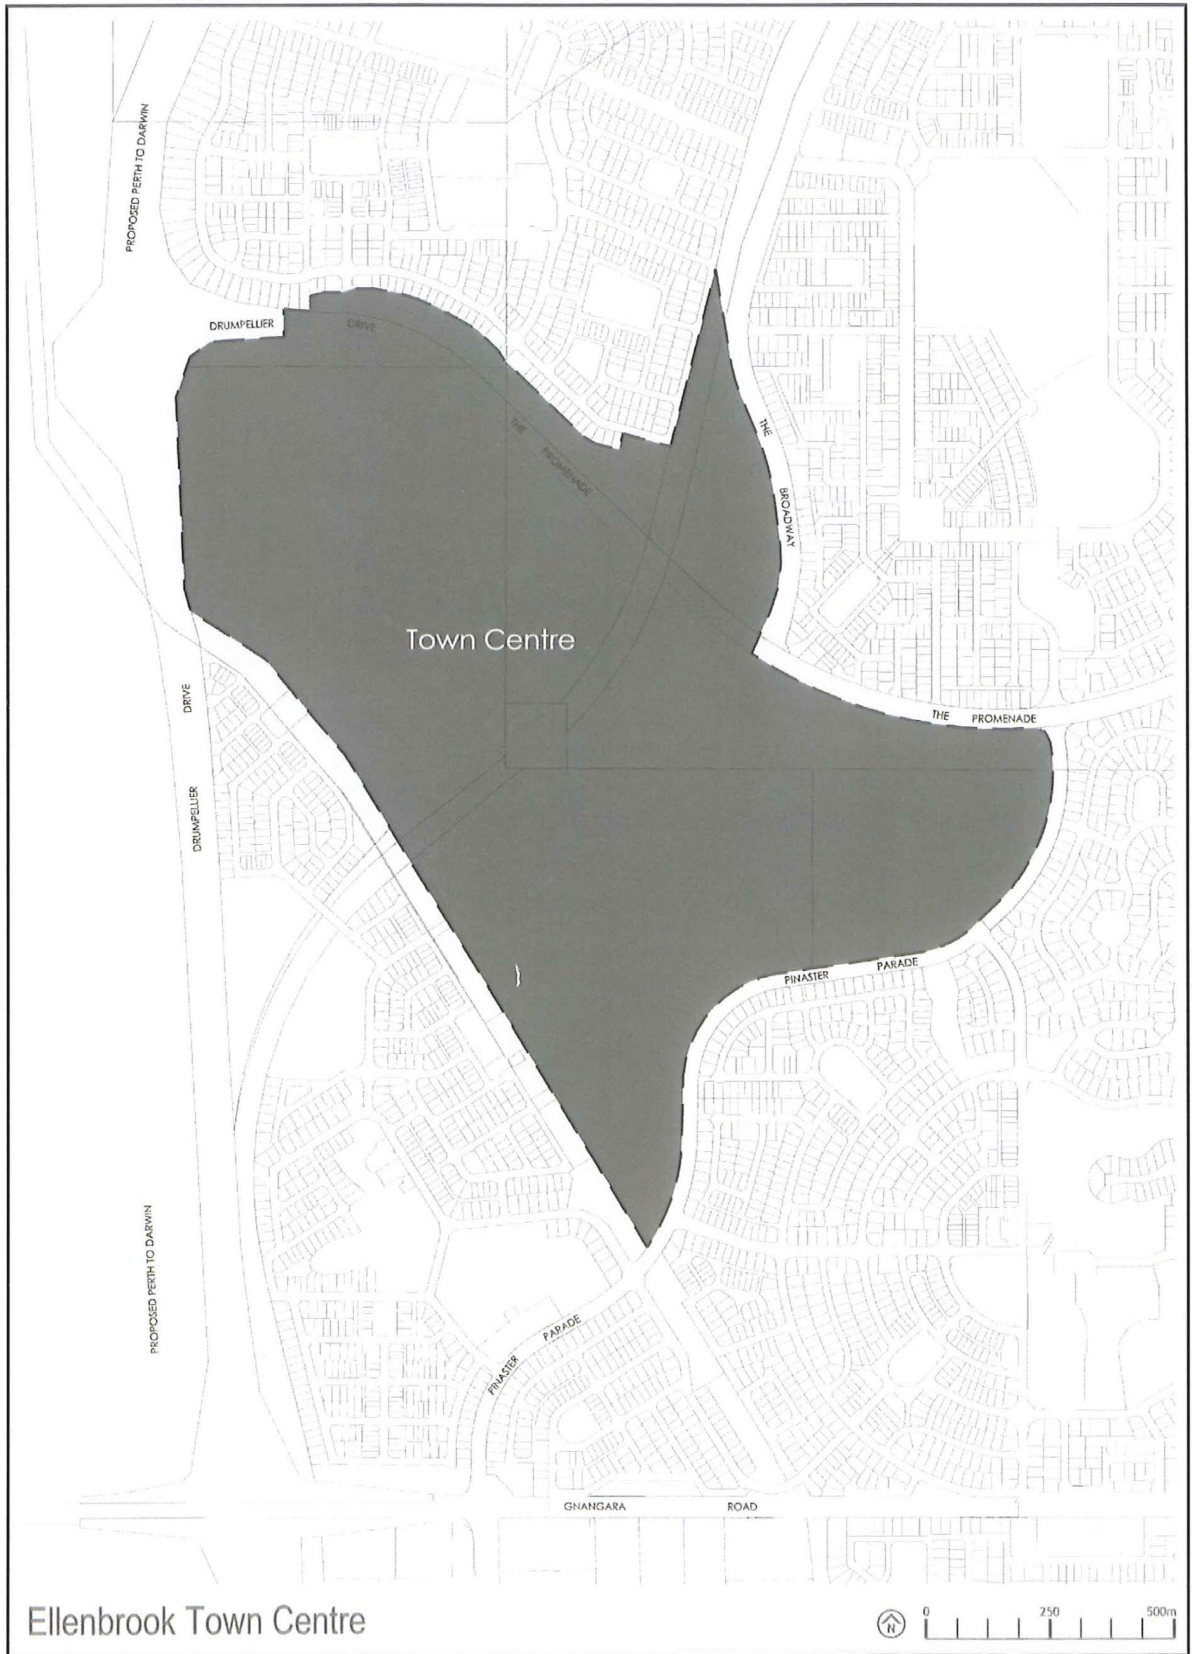 PROPOSED PERTH TO DARWIN
DRUMPELLIER
DRIVE
THE
PROMENADE
THE
BROADWAY
Town Centre
DRIVE
THE PROMENADE
DRUMPELLIER
PINASTER PARADE
PROPOSED PERTH TO DARWIN
PINASTER PARADE
GNANGARA ROAD
Ellenbrook Town Centre
N
0 250 500m